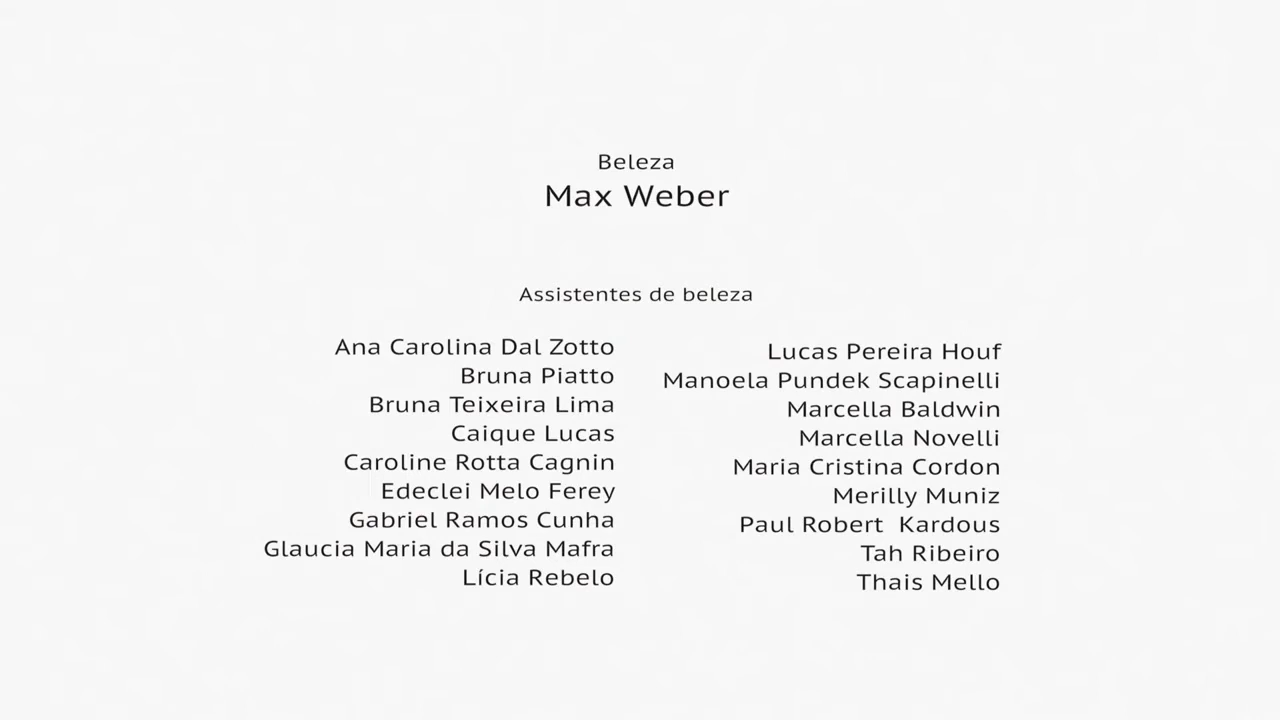 Beleza
Max Weber
Assistentes de beleza
Ana Carolina Dal Zotto
Bruna Piatto
Bruna Teixeira Lima
Caique Lucas
Caroline Rotta Cagnin
Edeclei Melo Ferey
Gabriel Ramos Cunha
Glaucia Maria da Silva Mafra
Lícia Rebelo
Lucas Pereira Houf
Manoela Pundek Scapinelli
Marcella Baldwin
Marcella Novelli
Maria Cristina Cordon
Merilly Muniz
Paul Robert  Kardous
Tah Ribeiro
Thais Mello